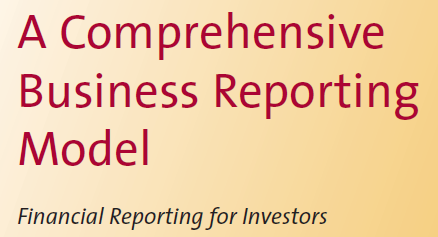 A Comprehensive
Business Reporting
Model
Financial Reporting for Investors